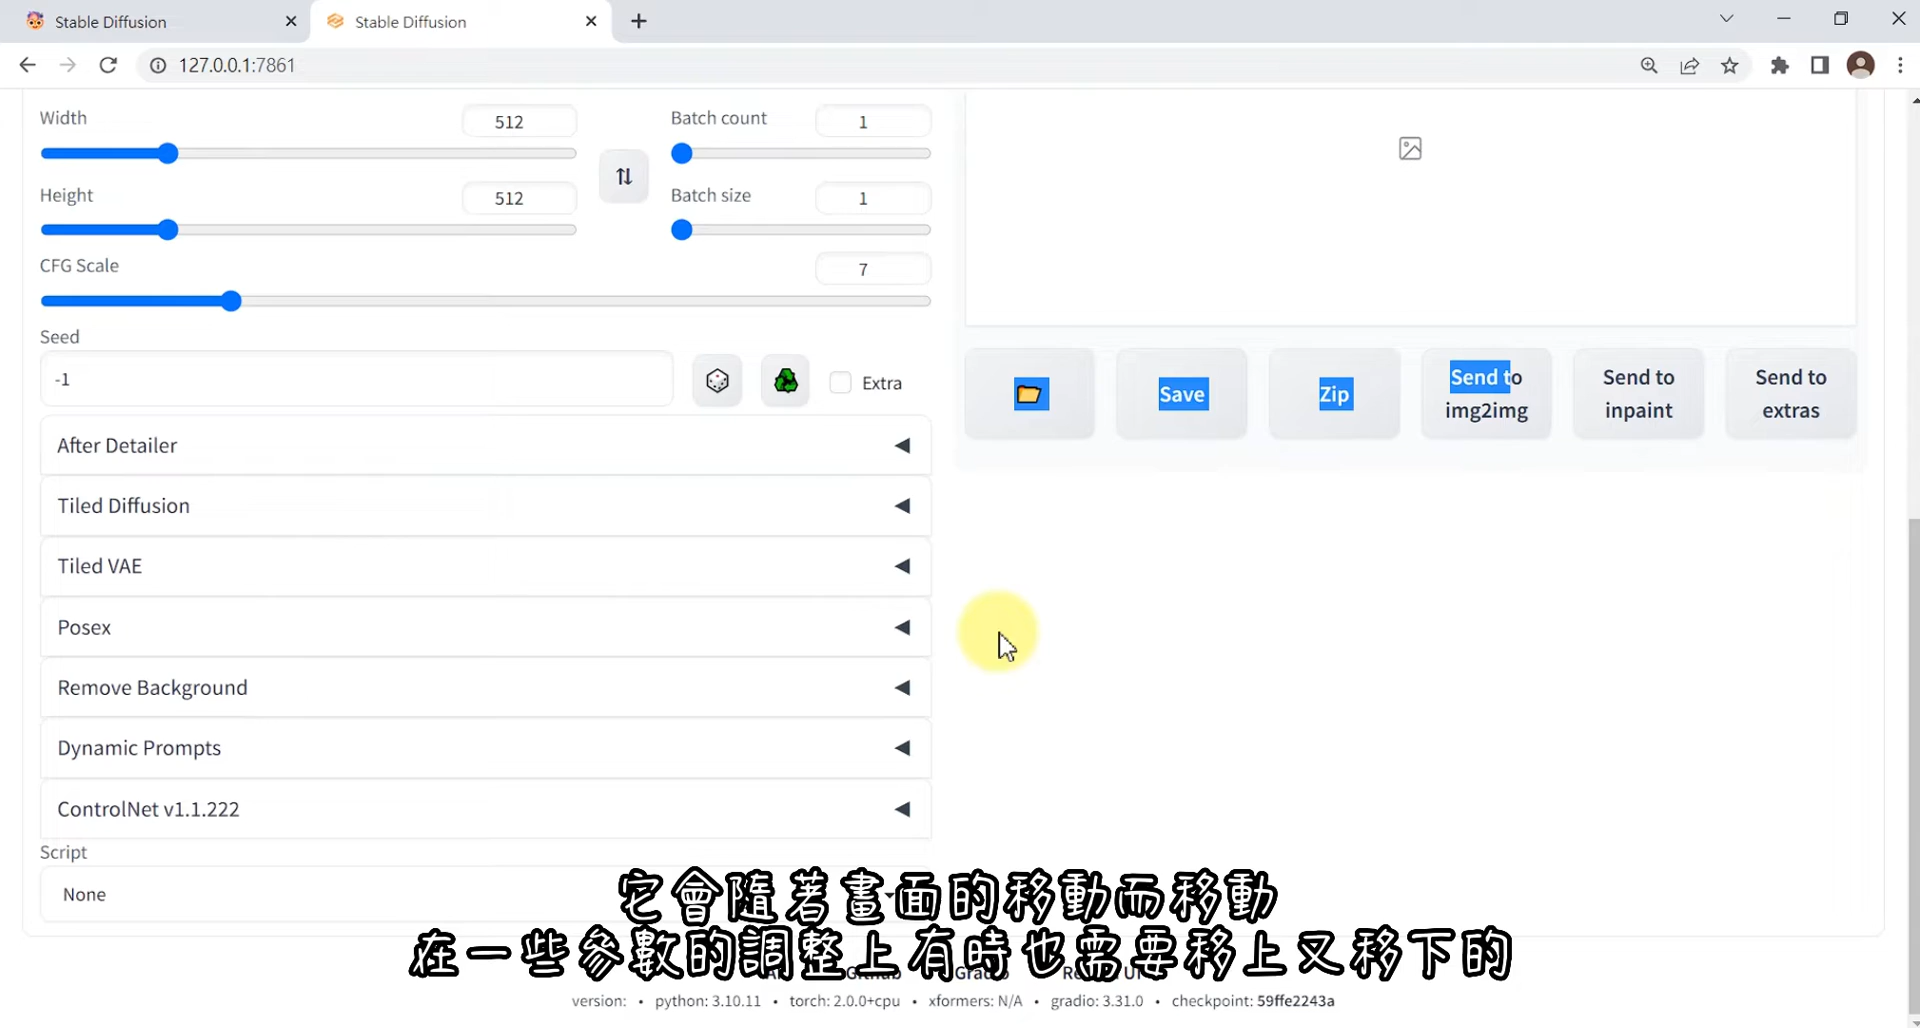 Stable Diffusion
Stable Diffusion
127.0.0.1:7861
Width
512
Batch count
1
Height
512
Batch size
1
CFG Scale
7
Seed
-1
Extra
Save
Zip
Send to
img2img
Send to
inpaint
Send to
extras
After Detailer
Tiled Diffusion
Tiled VAE
Posex
Remove Background
Dynamic Prompts
ControlNet v1.1.222
Script
None
它會隨著畫面的移動而移動
在一些參數的調整上有時也需要移上又移下的
version: • python: 3.10.11 • torch: 2.0.0+cpu • xformers: N/A • gradio: 3.31.0 • checkpoint: 59ffe2243a